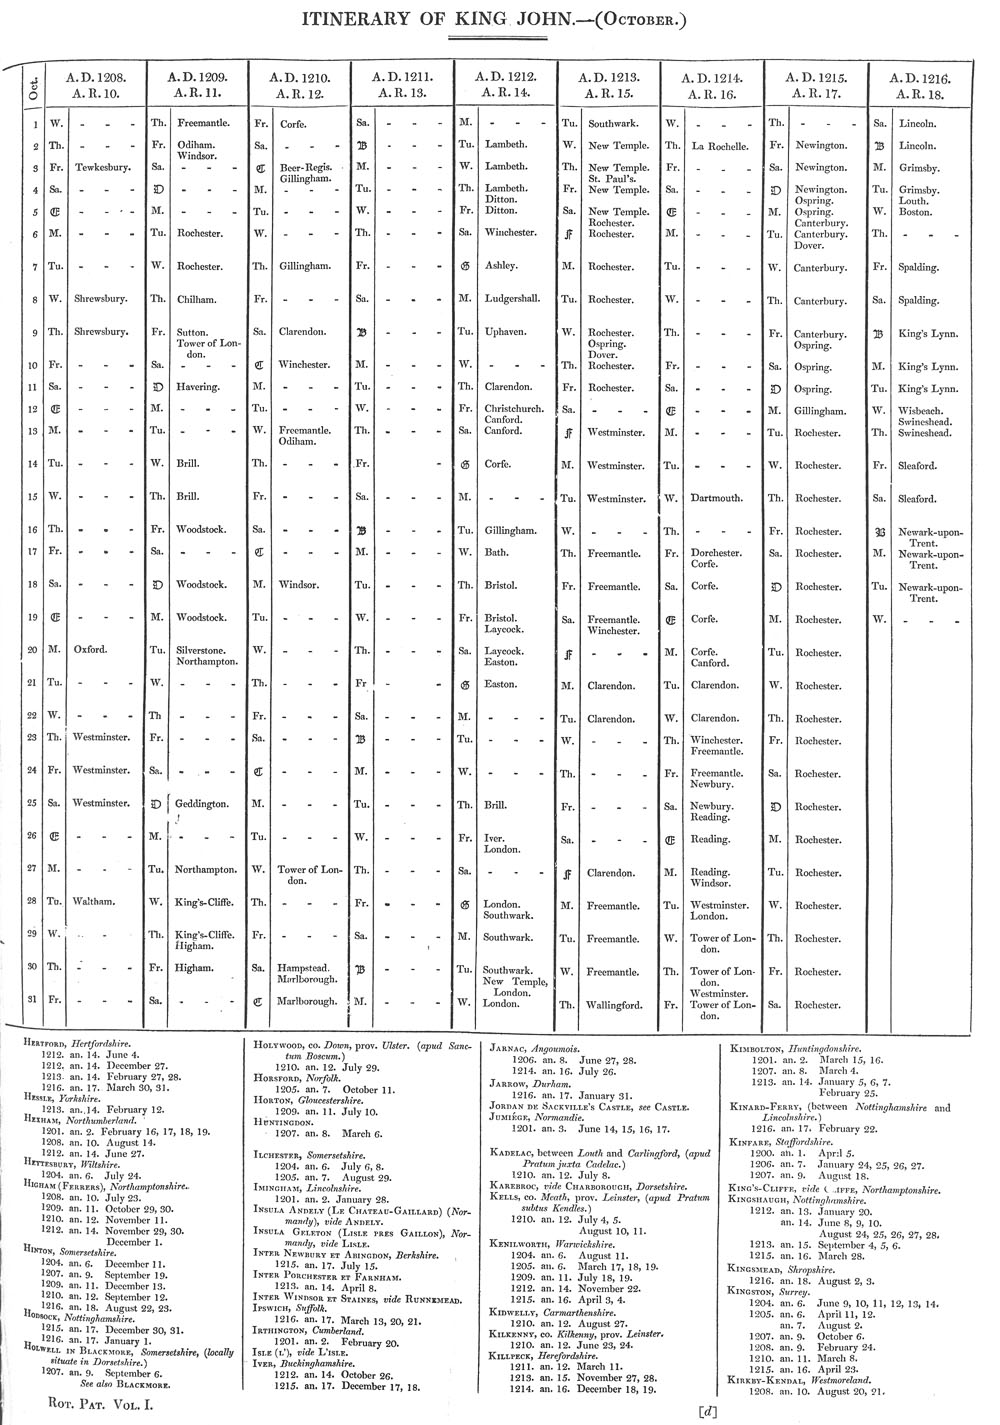 ITINERARY OF KING JOHN.—(OCTOBER.)
Oct. A.D. 1208. A.D. 1209. A.D. 1210. A.D. 1211. A.D. 1212. A.D. 1213. A.D. 1214. A.D. 1215. A.D. 1216.
A.R. 10. A.R. 11. A.R. 12. A.R. 13. A.R. 14. A.R. 15. A.R. 16. A.R. 17. A.R. 18.
1 W. - - - Th. Freemantle. Fr. Corfe. Sa. - - - M. - - - Tu. Southwark. W. - - - Th. - - - Sa. Lincoln.
2 Th. - - - Fr. Odiham. Sa. - - - B - - - Tu. Lambeth. W. New Temple. Th. La Rochelle. Fr. Newington. B Lincoln.
Windsor.
3 Fr. Tewkesbury. Sa. - - - C Beer-Regis. M. - - - W. Lambeth. Th. New Temple. Fr. - - - Sa. Newington. M. Grimsby.
Gillingham. St. Paul's.
4 Sa. - - - D - - - M. - - - Tu. - - - Th. Lambeth. Fr. New Temple. Sa. - - - D Newington. Tu. Grimsby.
Ditton. Ospring. Louth.
5 E - - - M. - - - Tu. - - - W. - - - Fr. Ditton. Sa. New Temple. E - - - M. Ospring. W. Boston.
Rochester. Canterbury.
6 M. - - - Tu. Rochester. W. - - - Th. - - - Sa. Winchester. F Rochester. M. - - - Tu. Canterbury. Th. - - -
Dover.
7 Tu. - - - W. Rochester. Th. Gillingham. Fr. - - - G Ashley. M. Rochester. Tu. - - - W. Canterbury. Fr. Spalding.
8 W. Shrewsbury. Th. Chilham. Fr. - - - Sa. - - - M. Ludgershall. Tu. Rochester. W. - - - Th. Canterbury. Sa. Spalding.
9 Th. Shrewsbury. Fr. Sutton. Sa. Clarendon. B - - - Tu. Uphaven. W. Rochester. Th. - - - Fr. Canterbury. B King's Lynn.
Tower of Lon- Ospring. Ospring.
don. Dover.
10 Fr. - - - Sa. - - - C Winchester. M. - - - W. - - - Th. Rochester. Fr. - - - Sa. Ospring. M. King's Lynn.
11 Sa. - - - D Havering. M. - - - Tu. - - - Th. Clarendon. Fr. Rochester. Sa. - - - D Ospring. Tu. King's Lynn.
12 E - - - M. - - - Tu. - - - W. - - - Fr. Christchurch. Sa. - - - E - - - M. Gillingham. W. Wisbeach.
Canford. Swineshead.
13 M. - - - Tu. - - - W. Freemantle. Th. - - - Sa. Canford. F Westminster. M. - - - Tu. Rochester. Th. Swineshead.
Odiham.
14 Tu. - - - W. Brill. Th. - - - Fr. - G Corfe. M. Westminster. Tu. - - - W. Rochester. Fr. Sleaford.
15 W. - - - Th. Brill. Fr. - - - Sa. - - - M. - - - Tu. Westminster. W. Dartmouth. Th. Rochester. Sa. Sleaford.
16 Th. - - - Fr. Woodstock. Sa. - - - B - - - Tu. Gillingham. W. - - - Th. - - - Fr. Rochester. B Newark-upon-
Trent.
17 Fr. - - - Sa. - - - C - - - M. - - - W. Bath. Th. Freemantle. Fr. Dorchester. Sa. Rochester. M. Newark-upon-
Corfe. Trent.
18 Sa. - - - D Woodstock. M. Windsor. Tu. - - - Th. Bristol. Fr. Freemantle. Sa. Corfe. D Rochester. Tu. Newark-upon-
Trent.
19 E - - - M. Woodstock. Tu. - - - W. - - - Fr. Bristol. Sa. Freemantle. E Corfe. M. Rochester. W. - - -
Laycock. Winchester.
20 M. Oxford. Tu. Silverstone. W. - - - Th. - - - Sa. Laycock. F - - - M. Corfe. Tu. Rochester.
Northampton. Easton. Canford.
21 Tu. - - - W. - - - Th. - - - Fr - - G Easton. M. Clarendon. Tu. Clarendon. W. Rochester.
22 W. - - - Th - - - Fr. - - - Sa. - - - M. - - - Tu. Clarendon. W. Clarendon. Th. Rochester.
23 Th. Westminster. Fr. - - - Sa. - - - B - - - Tu. - - - W. - - - Th. Winchester. Fr. Rochester.
Freemantle.
24 Fr. Westminster. Sa. - - - C - - - M. - - - W. - - - Th. - - - Fr. Freemantle. Sa. Rochester.
Newbury.
25 Sa. Westminster. D Geddington. M. - - - Tu. - - - Th. Brill. Fr. - - - Sa. Newbury. D Rochester.
Reading.
26 E - - - M. - - - Tu. - - - W. - - - Fr. Iver. Sa. - - - E Reading. M. Rochester.
London.
27 M. - - - Tu. Northampton. W. Tower of Lon- Th. - - - Sa. - - - F Clarendon. M. Reading. Tu. Rochester.
don. Windsor.
28 Tu. Waltham. W. King's-Cliffe. Th. - - - Fr. - - - G London. M. Freemantle. Tu. Westminster. W. Rochester.
Southwark. London.
29 W. - - Th. King's-Cliffe. Fr. - - - Sa. - - - M. Southwark. Tu. Freemantle. W. Tower of Lon- Th. Rochester.
Higham. don.
30 Th. - - - Fr. Higham. Sa. Hampstead. B - - - Tu. Southwark. W. Freemantle. Th. Tower of Lon- Fr. Rochester.
Marlborough. New Temple, don.
London. Westminster.
31 Fr. - - - Sa. - - - C Marlborough. M. - - - W. London. Th. Wallingford. Fr. Tower of Lon- Sa. Rochester.
don.
HERTFORD, Hertfordshire.
1212. an. 14. June 4.
1212. an. 14. December 27.
1213. an. 14. February 27, 28.
1216. an. 17. March 30, 31.
HESSLE, Yorkshire.
1213. an. 14. February 12.
HEXHAM, Northumberland.
1201. an. 2. February 16, 17, 18, 19.
1208. an. 10. August 14.
1212. an. 14. June 27.
HETTESBURY, Wiltshire.
1204. an. 6. July 24.
HIGHAM (FERRERS), Northamptonshire.
1208. an. 10. July 23.
1209. an. 11. October 29, 30.
1210. an. 12. November 11.
1212. an. 14. November 29, 30.
December 1.
HINTON, Somersetshire.
1204. an. 6. December 11.
1207. an. 9. September 19.
1209. an. 11. December 13.
1210. an. 12. September 12.
1216. an. 18. August 22, 23.
HODSOCK, Nottinghamshire.
1215. an. 17. December 30, 31.
1216. an. 17. January 1.
HOLWELL IN BLACKMORE, Somersetshire, (locally
situate in Dorsetshire.)
1207. an. 9. September 6.
See also BLACKMORE.
HOLYWOOD, co. Down, prov. Ulster. (apud Sanc-
tum Boscum.)
1210. an. 12. July 29.
HORSFORD, Norfolk.
1205. an. 7. October 11.
HORTON, Gloucestershire.
1209. an. 11. July 10.
HUNTINGDON.
1207. an. 8. March 6.
ILCHESTER, Somersetshire.
1204. an. 6. July 6, 8.
1205. an. 7. August 29.
IMINGHAM, Lincolnshire.
1201. an. 2. January 28.
INSULA ANDELY (LE CHATEAU-GAILLARD) (Nor-
mandy), vide ANDELY.
INSULA GELETON (LISLE PRES GAILLON), Nor-
mandy, vide LISLE.
INTER NEWBURY ET ABINGDON, Berkshire.
1215. an. 17. July 15.
INTER PORCHESTER ET FARNHAM.
1213. an. 14. April 8.
INTER WINDSOR ET STAINES, vide RUNNEMEAD.
IPSWICH, Suffolk.
1216. an. 17. March 13, 20, 21.
IRTHINGTON, Cumberland.
1201. an. 2. February 20.
ISLE (L'), vide L'ISLE.
IVER, Buckinghamshire.
1212. an. 14. October 26.
1215. an. 17. December 17, 18.
JARNAC, Angoumois.
1206. an. 8. June 27, 28.
1214. an. 16. July 26.
JARROW, Durham.
1216. an. 17. January 31.
JORDAN DE SACKVILLE'S CASTLE, see CASTLE.
JUMIÉGE, Normandie.
1201. an. 3. June 14, 15, 16, 17.
KADELAC, between Louth and Carlingford, (apud
Pratum juxta Cadelac.)
1210. an. 12. July 8.
KAREBROC, vide CHARBOROUGH, Dorsetshire.
KELLS, co. Meath, prov. Leinster, (apud Pratum
subtus Kendles.)
1210. an. 12. July 4, 5.
August 10, 11.
KENILWORTH, Warwickshire.
1204. an. 6. August 11.
1205. an. 6. March 17, 18, 19.
1209. an. 11. July 18, 19.
1212. an. 14. November 22.
1215. an. 16. April 3, 4.
KIDWELLY, Carmarthenshire.
1210. an. 12. August 27.
KILKENNY, co. Kilkenny, prov. Leinster.
1210. an. 12. June 23, 24.
KILLPECK, Herefordshire.
1211. an. 12. March 11.
1213. an. 15. November 27, 28.
1214. an. 16. December 18, 19.
KIMBOLTON, Huntingdonshire.
1201. an. 2. March 15, 16.
1207. an. 8. March 4.
1213. an. 14. January 5, 6, 7.
February 25.
KINARD-FERRY, (between Nottinghamshire and
Lincolnshire.)
1216. an. 17. February 22.
KINFARE, Staffordshire.
1200. an. 1. April 5.
1206. an. 7. January 24, 25, 26, 27.
1207. an. 9. August 18.
KING'S-CLIFFE, vide CLIFFE, Northamptonshire.
KINGSHAUGH, Nottinghamshire.
1212. an. 13. January 20.
an. 14. June 8, 9, 10.
August 24, 25, 26, 27, 28.
1213. an. 15. September 4, 5, 6.
1215. an. 16. March 28.
KINGSMEAD, Shropshire.
1216. an. 18. August 2, 3.
KINGSTON, Surrey.
1204. an. 6. June 9, 10, 11, 12, 13, 14.
1205. an. 6. April 11, 12.
an. 7. August 2.
1207. an. 9. October 6.
1208. an. 9. February 24.
1210. an. 11. March 8.
1215. an. 16. April 23.
KIRKBY-KENDAL, Westmoreland.
1208. an. 10. August 20, 21.
ROT. PAT. VOL. I.
[d]